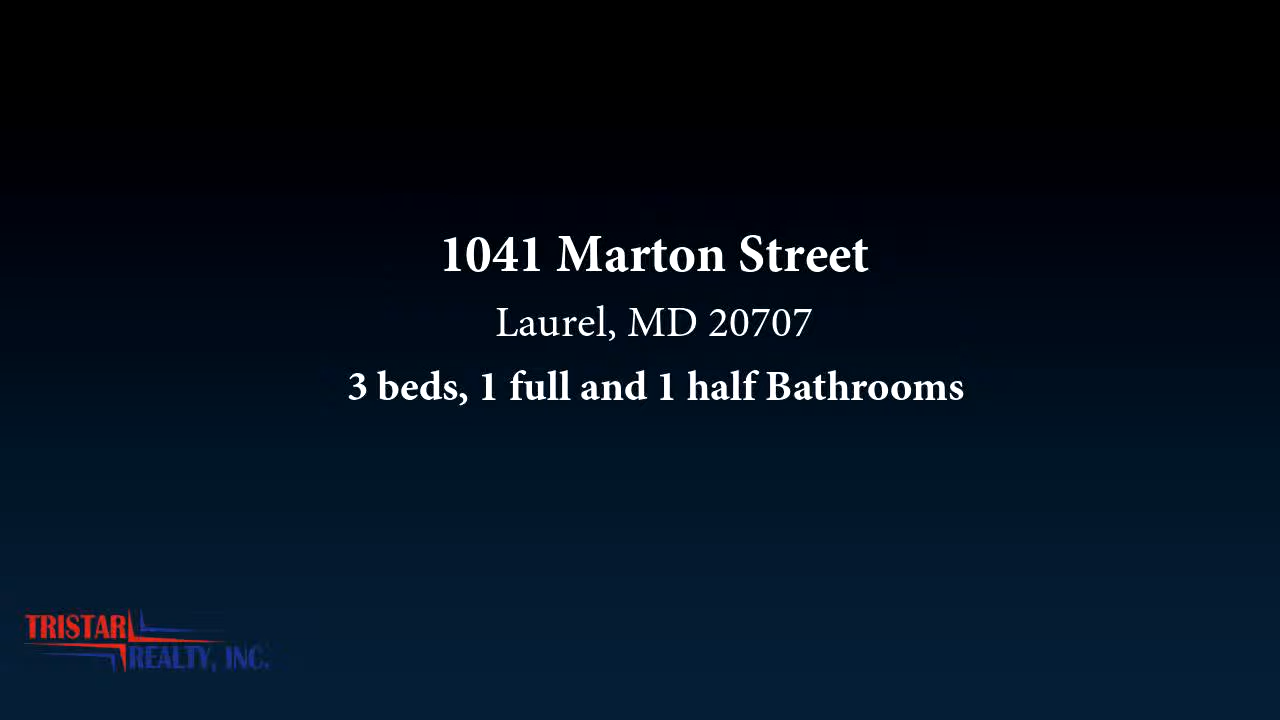 1041 Marton Street
Laurel, MD 20707
3 beds, 1 full and 1 half Bathrooms
TRISTAR
REALTY, INC.